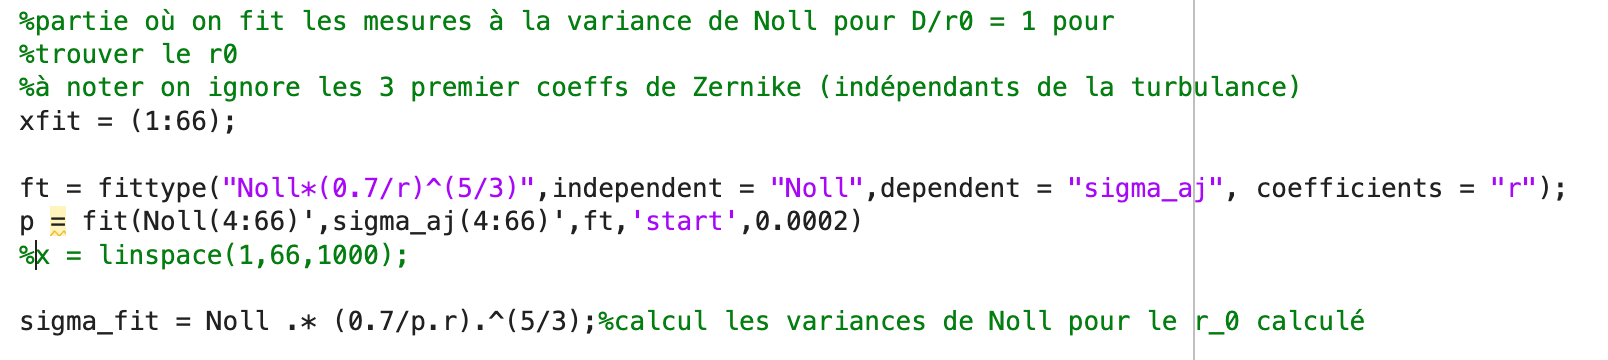 %partie où on fit les mesures à la variance de Noll pour D/r0 = 1 pour
%trouver le r0
%à noter on ignore les 3 premier coeffs de Zernike (indépendants de la turbulance)
xfit = (1:66);
ft = fittype("Noll*(0.7/r)^(5/3)",independent = "Noll",dependent = "sigma_aj", coefficients = "r");
p = fit(Noll(4:66)',sigma_aj(4:66)',ft,'start',0.0002)
%x = linspace(1,66,1000);
sigma_fit = Noll .* (0.7/p.r).^(5/3);%calcul les variances de Noll pour le r_0 calculé